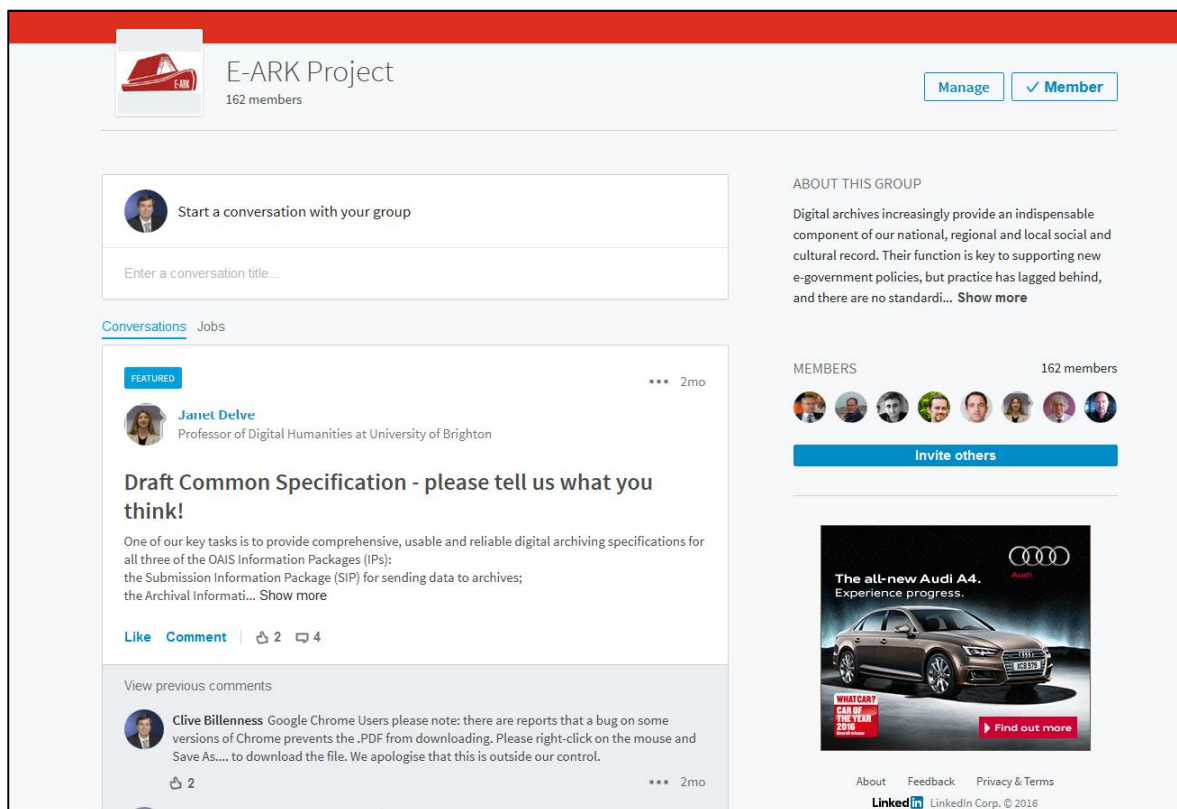 E-ARK
E-ARK Project
162 members
Manage
✓ Member
Start a conversation with your group
Enter a conversation title...
Conversations Jobs
FEATURED
2mo
Janet Delve
Professor of Digital Humanities at University of Brighton
Draft Common Specification - please tell us what you
think!
One of our key tasks is to provide comprehensive, usable and reliable digital archiving specifications for
all three of the OAIS Information Packages (IPs):
the Submission Information Package (SIP) for sending data to archives;
the Archival Informati... Show more
Like Comment 2 4
View previous comments
Clive Billenness Google Chrome Users please note: there are reports that a bug on some
versions of Chrome prevents the .PDF from downloading. Please right-click on the mouse and
Save As.... to download the file. We apologise that this is outside our control.
2
2mo
ABOUT THIS GROUP
Digital archives increasingly provide an indispensable
component of our national, regional and local social and
cultural record. Their function is key to supporting new
e-government policies, but practice has lagged behind,
and there are no standardi... Show more
MEMBERS 162 members
Invite others
Audi
The all-new Audi A4.
Experience progress.
XC8 979
WHATCAR?
CAR OF
THE YEAR
2016
Overall winner
Find out more
About Feedback Privacy & Terms
Linked in LinkedIn Corp. © 2016